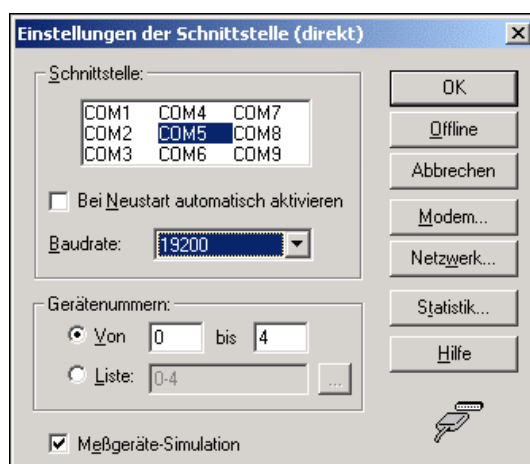 Einstellungen der Schnittstelle (direkt)
Schnittstelle:
COM1 COM4 COM7
COM2 COM5 COM8
COM3 COM6 COM9
Bei Neustart automatisch aktivieren
Baudrate: 19200
Gerätenummern:
Von 0 bis 4
Liste: 0-4 ...
Meßgeräte-Simulation
OK
Offline
Abbrechen
Modem...
Netzwerk...
Statistik...
Hilfe